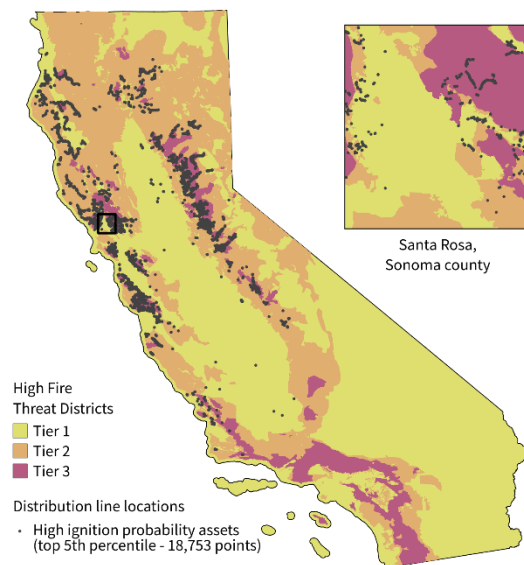 Santa Rosa,
Sonoma county
High Fire
Threat Districts
Tier 1
Tier 2
Tier 3
Distribution line locations
High ignition probability assets
(top 5th percentile - 18,753 points)